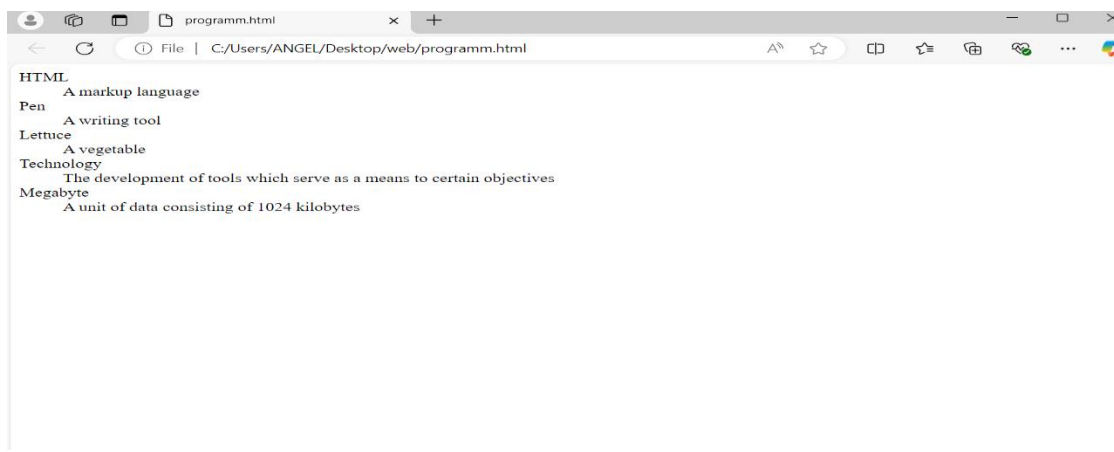 programm.html
File | C:/Users/ANGEL/Desktop/web/programm.html
HTML
A markup language
Pen
A writing tool
Lettuce
A vegetable
Technology
The development of tools which serve as a means to certain objectives
Megabyte
A unit of data consisting of 1024 kilobytes